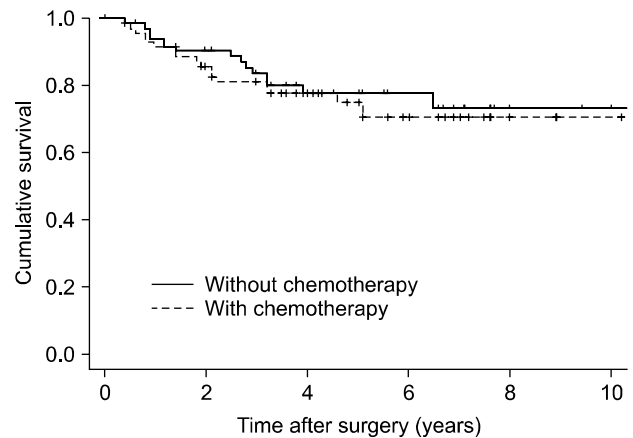 Cumulative survival
1.0
0.8
0.6
0.4
0.2
0.0
Without chemotherapy
With chemotherapy
0 2 4 6 8 10
Time after surgery (years)